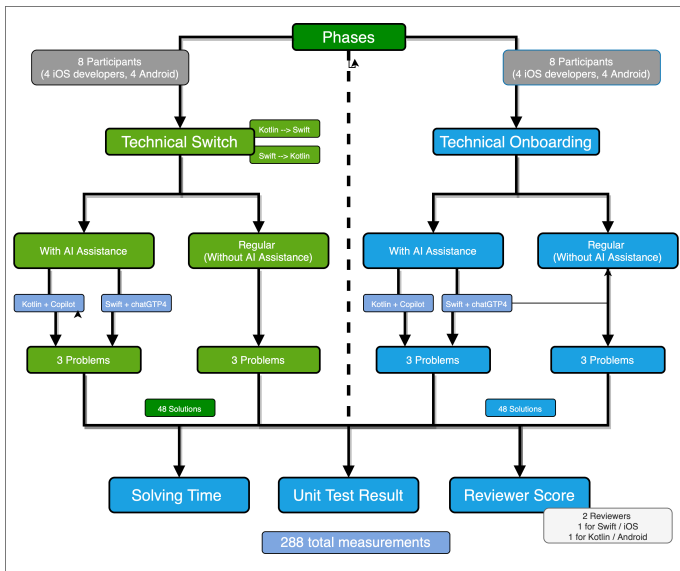 Phases
8 Participants
(4 iOS developers, 4 Android)
8 Participants
(4 iOS developers, 4 Android)
Technical Switch
Kotlin --> Swift
Swift --> Kotlin
Technical Onboarding
With AI Assistance
Regular
(Without AI Assistance)
With AI Assistance
Regular
(Without AI Assistance)
Kotlin + Copilot
Swift + chatGTP4
Kotlin + Copilot
Swift + chatGTP4
3 Problems
3 Problems
3 Problems
3 Problems
48 Solutions
48 Solutions
Solving Time
Unit Test Result
Reviewer Score
2 Reviewers
1 for Swift / iOS
1 for Kotlin / Android
288 total measurements